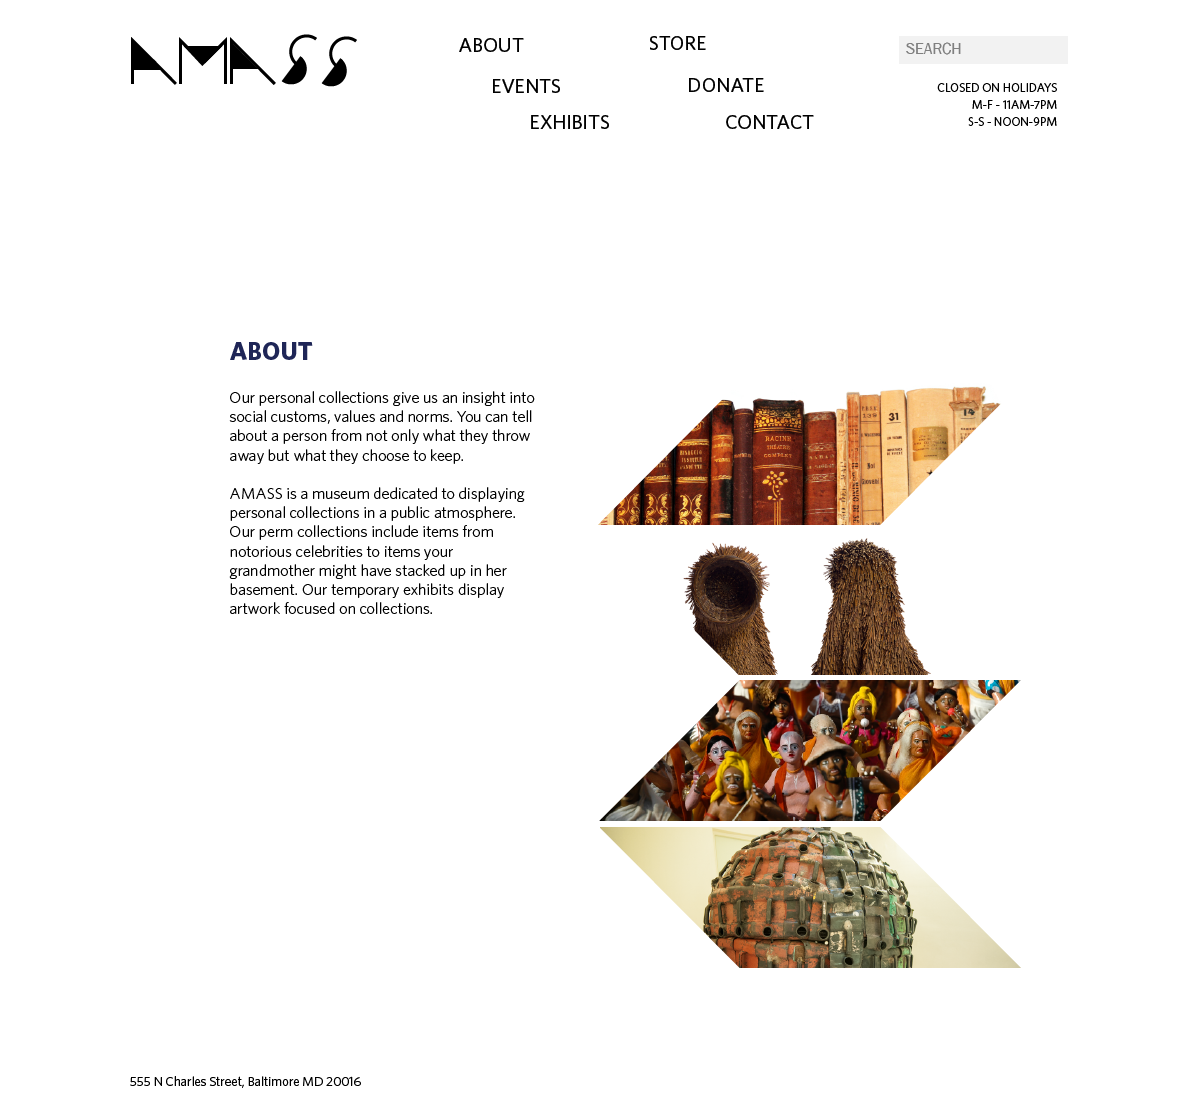 AMASS
ABOUT
STORE
EVENTS
DONATE
EXHIBITS
CONTACT
SEARCH
CLOSED ON HOLIDAYS
M-F - 11AM-7PM
S-S - NOON-9PM
ABOUT
Our personal collections give us an insight into
social customs, values and norms. You can tell
about a person from not only what they throw
away but what they choose to keep.
AMASS is a museum dedicated to displaying
personal collections in a public atmosphere.
Our perm collections include items from
notorious celebrities to items your
grandmother might have stacked up in her
basement. Our temporary exhibits display
artwork focused on collections.
RACINE
31
14
555 N Charles Street, Baltimore MD 20016